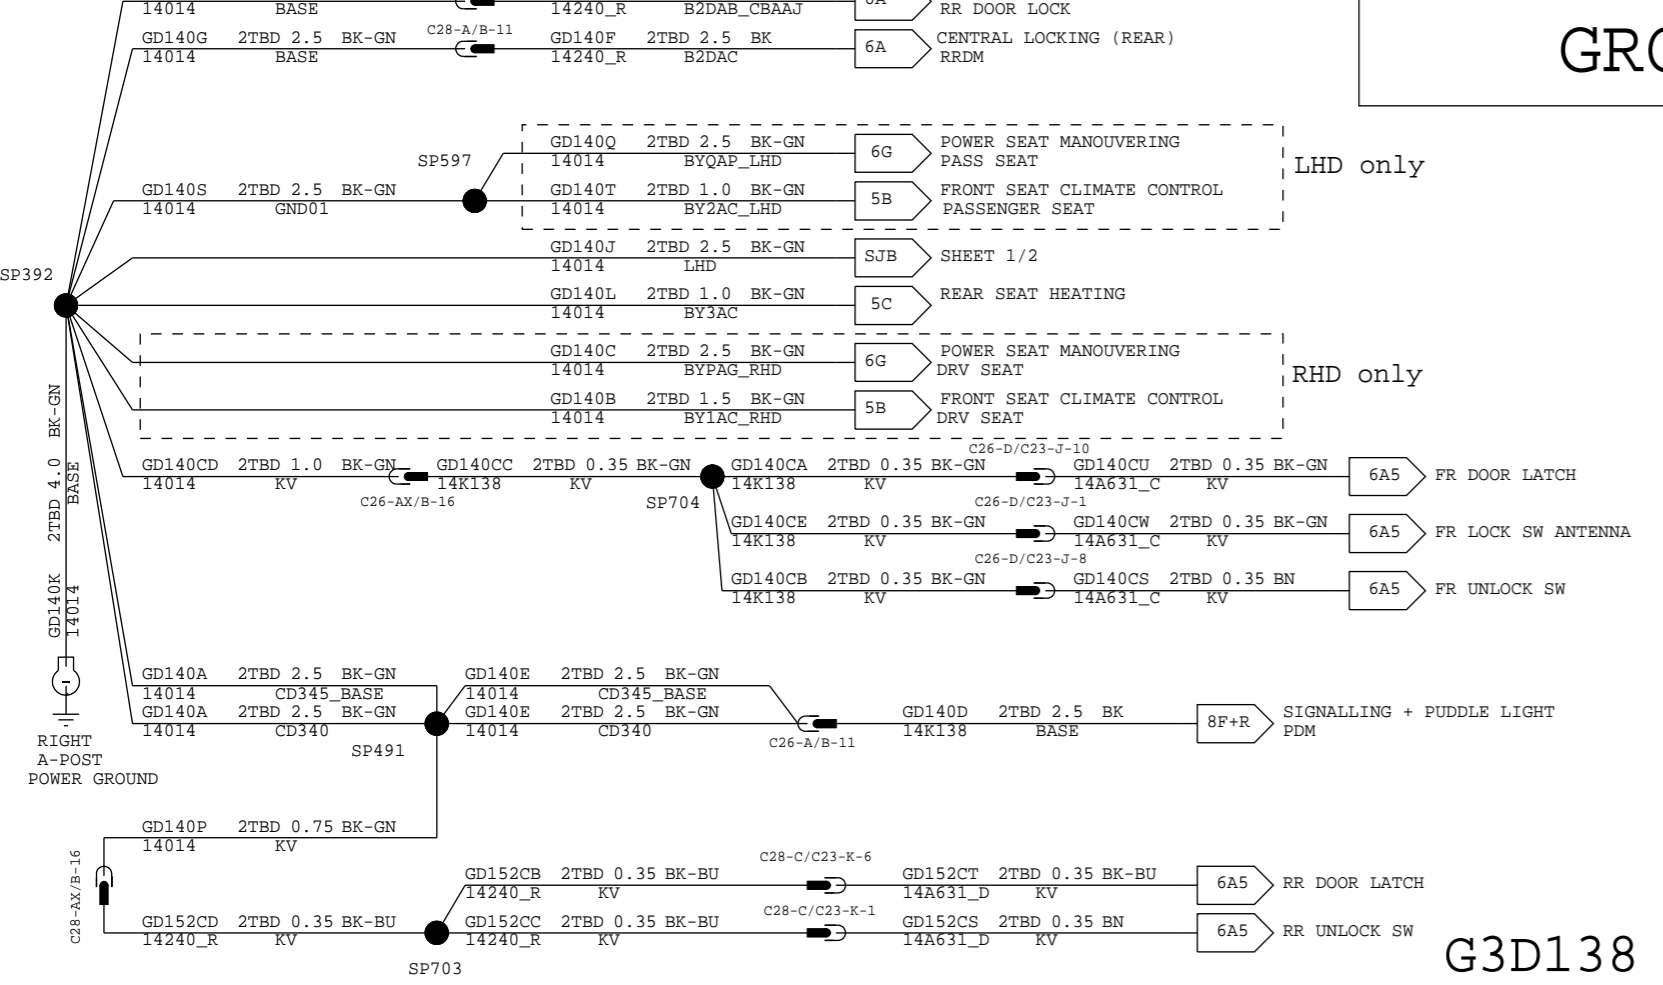 14014 BASE 14240_R B2DAB_CBAAJ RR DOOR LOCK
GD140G 2TBD 2.5 BK-GN C28-A/B-11 GD140F 2TBD 2.5 BK 6A CENTRAL LOCKING (REAR)
14014 BASE 14240_R B2DAC RRDM
GD140Q 2TBD 2.5 BK-GN 6G POWER SEAT MANOUVERING
SP597 14014 BYQAP_LHD PASS SEAT
LHD only
GD140S 2TBD 2.5 BK-GN GD140T 2TBD 1.0 BK-GN 5B FRONT SEAT CLIMATE CONTROL
14014 GND01 14014 BY2AC_LHD PASSENGER SEAT
GD140J 2TBD 2.5 BK-GN SJB SHEET 1/2
14014 LHD
SP392
GD140L 2TBD 1.0 BK-GN 5C REAR SEAT HEATING
14014 BY3AC
GD140C 2TBD 2.5 BK-GN 6G POWER SEAT MANOUVERING
14014 BYPAG_RHD DRV SEAT
RHD only
GD140B 2TBD 1.5 BK-GN 5B FRONT SEAT CLIMATE CONTROL
14014 BY1AC_RHD DRV SEAT
C26-D/C23-J-10
GD140CD 2TBD 1.0 BK-GN GD140CC 2TBD 0.35 BK-GN GD140CA 2TBD 0.35 BK-GN GD140CU 2TBD 0.35 BK-GN 6A5 FR DOOR LATCH
14014 KV 14K138 KV 14K138 KV 14A631_C KV
C26-AX/B-16 SP704 C26-D/C23-J-1
GD140CE 2TBD 0.35 BK-GN GD140CW 2TBD 0.35 BK-GN 6A5 FR LOCK SW ANTENNA
14K138 KV 14A631_C KV
C26-D/C23-J-8
GD140CB 2TBD 0.35 BK-GN GD140CS 2TBD 0.35 BN 6A5 FR UNLOCK SW
14K138 KV 14A631_C KV
GD140K 2TBD 4.0 BK-GN
14014 BASE
GD140A 2TBD 2.5 BK-GN GD140E 2TBD 2.5 BK-GN
14014 CD345_BASE 14014 CD345_BASE
GD140A 2TBD 2.5 BK-GN GD140E 2TBD 2.5 BK-GN GD140D 2TBD 2.5 BK 8F+R SIGNALLING + PUDDLE LIGHT
14014 CD340 14014 CD340 14K138 BASE PDM
SP491 C26-A/B-11
RIGHT
A-POST
POWER GROUND
GD140P 2TBD 0.75 BK-GN
14014 KV
C28-AX/B-16
C28-C/C23-K-6
GD152CB 2TBD 0.35 BK-BU GD152CT 2TBD 0.35 BK-BU 6A5 RR DOOR LATCH
14240_R KV 14A631_D KV
C28-C/C23-K-1
GD152CD 2TBD 0.35 BK-BU GD152CC 2TBD 0.35 BK-BU GD152CS 2TBD 0.35 BN 6A5 RR UNLOCK SW
14240_R KV 14240_R KV 14A631_D KV
SP703
G3D138